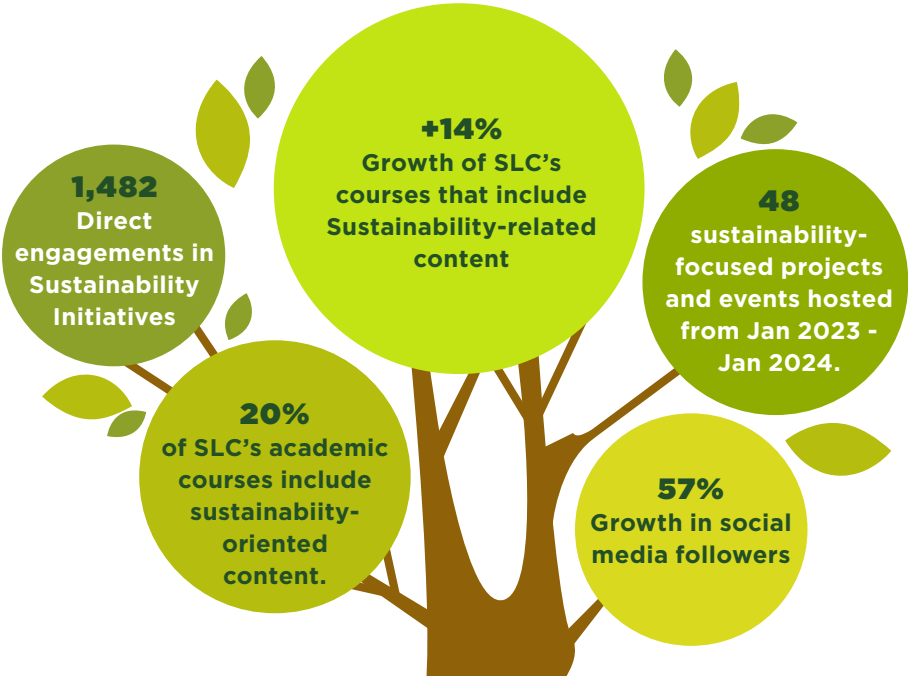 +14%
Growth of SLC's
courses that include
Sustainability-related
content
1,482
Direct
engagements in
Sustainability
Initiatives
48
sustainability-
focused projects
and events hosted
from Jan 2023 -
Jan 2024.
20%
of SLC's academic
courses include
sustainabiity-
oriented
content.
57%
Growth in social
media followers